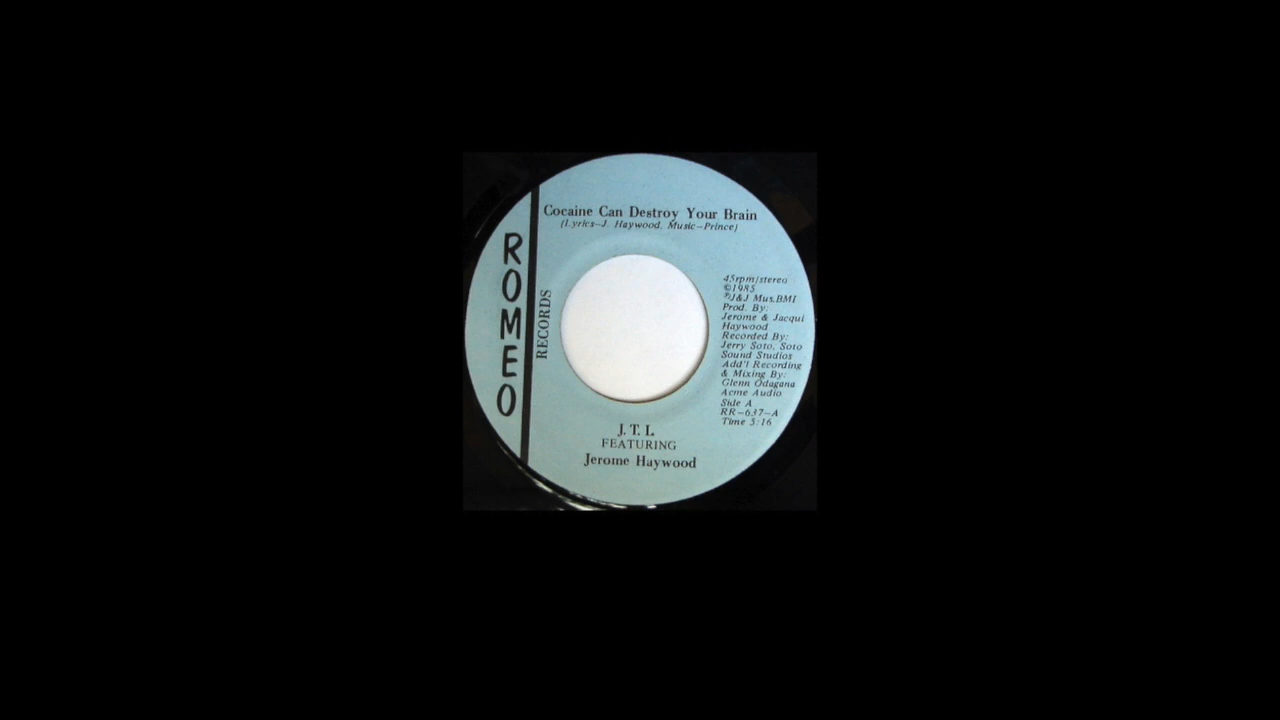 Cocaine Can Destroy Your Brain
(Lyrics—J. Haywood, Music—Prince)
ROMEO
RECORDS
45rpm/stereo
©1985
℗J&J Mus.BMI
Prod. By:
Jerome & Jacqui
Haywood
Recorded By:
Jerry Soto, Soto
Sound Studios
Add'l Recording
& Mixing By:
Glenn Odagana
Acme Audio
Side A
RR-637-A
Time 5:16
J. T. L.
FEATURING
Jerome Haywood